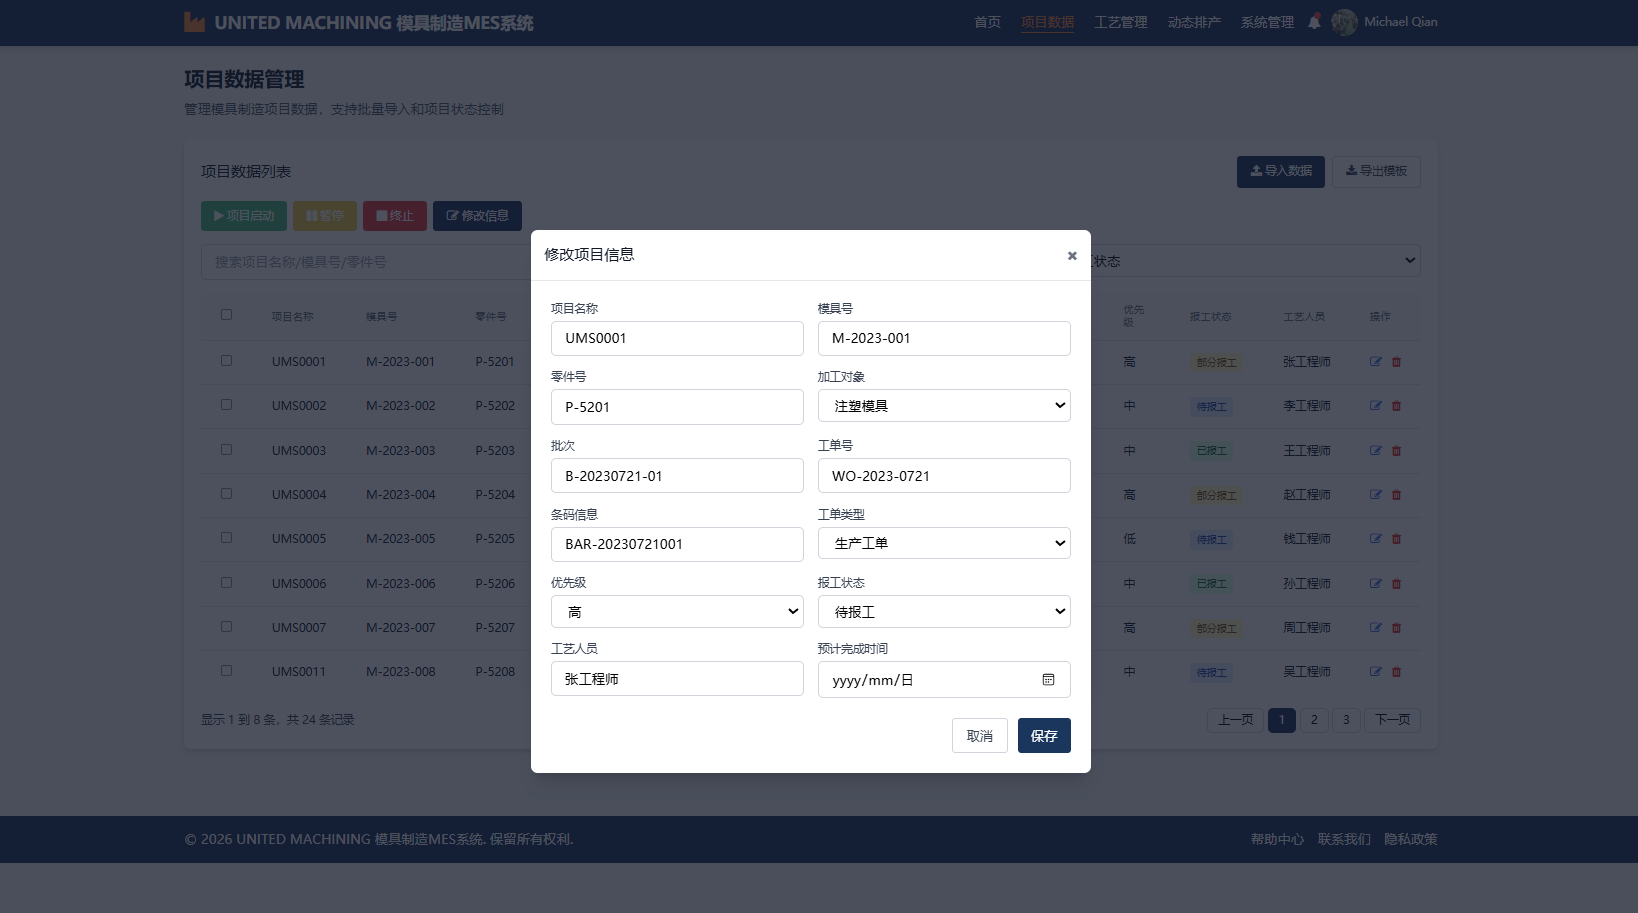 UNITED MACHINING 模具制造MES系统
首页 项目数据 工艺管理 动态排产 系统管理 Michael Qian
项目数据管理
管理模具制造项目数据，支持批量导入和项目状态控制
项目数据列表
导入数据 导出模板
项目启动 暂停 终止 修改信息
搜索项目名称/模具号/零件号
状态
项目名称 模具号 零件号 优先级 报工状态 工艺人员 操作
UMS0001 M-2023-001 P-5201 高 部分报工 张工程师
UMS0002 M-2023-002 P-5202 中 待报工 李工程师
UMS0003 M-2023-003 P-5203 中 已报工 王工程师
UMS0004 M-2023-004 P-5204 高 部分报工 赵工程师
UMS0005 M-2023-005 P-5205 低 待报工 钱工程师
UMS0006 M-2023-006 P-5206 中 已报工 孙工程师
UMS0007 M-2023-007 P-5207 高 部分报工 周工程师
UMS0011 M-2023-008 P-5208 中 待报工 吴工程师
显示 1 到 8 条，共 24 条记录
上一页 1 2 3 下一页
修改项目信息
项目名称 模具号
UMS0001 M-2023-001
零件号 加工对象
P-5201 注塑模具
批次 工单号
B-20230721-01 WO-2023-0721
条码信息 工单类型
BAR-20230721001 生产工单
优先级 报工状态
高 待报工
工艺人员 预计完成时间
张工程师 yyyy/mm/日
取消 保存
© 2026 UNITED MACHINING 模具制造MES系统. 保留所有权利.
帮助中心 联系我们 隐私政策